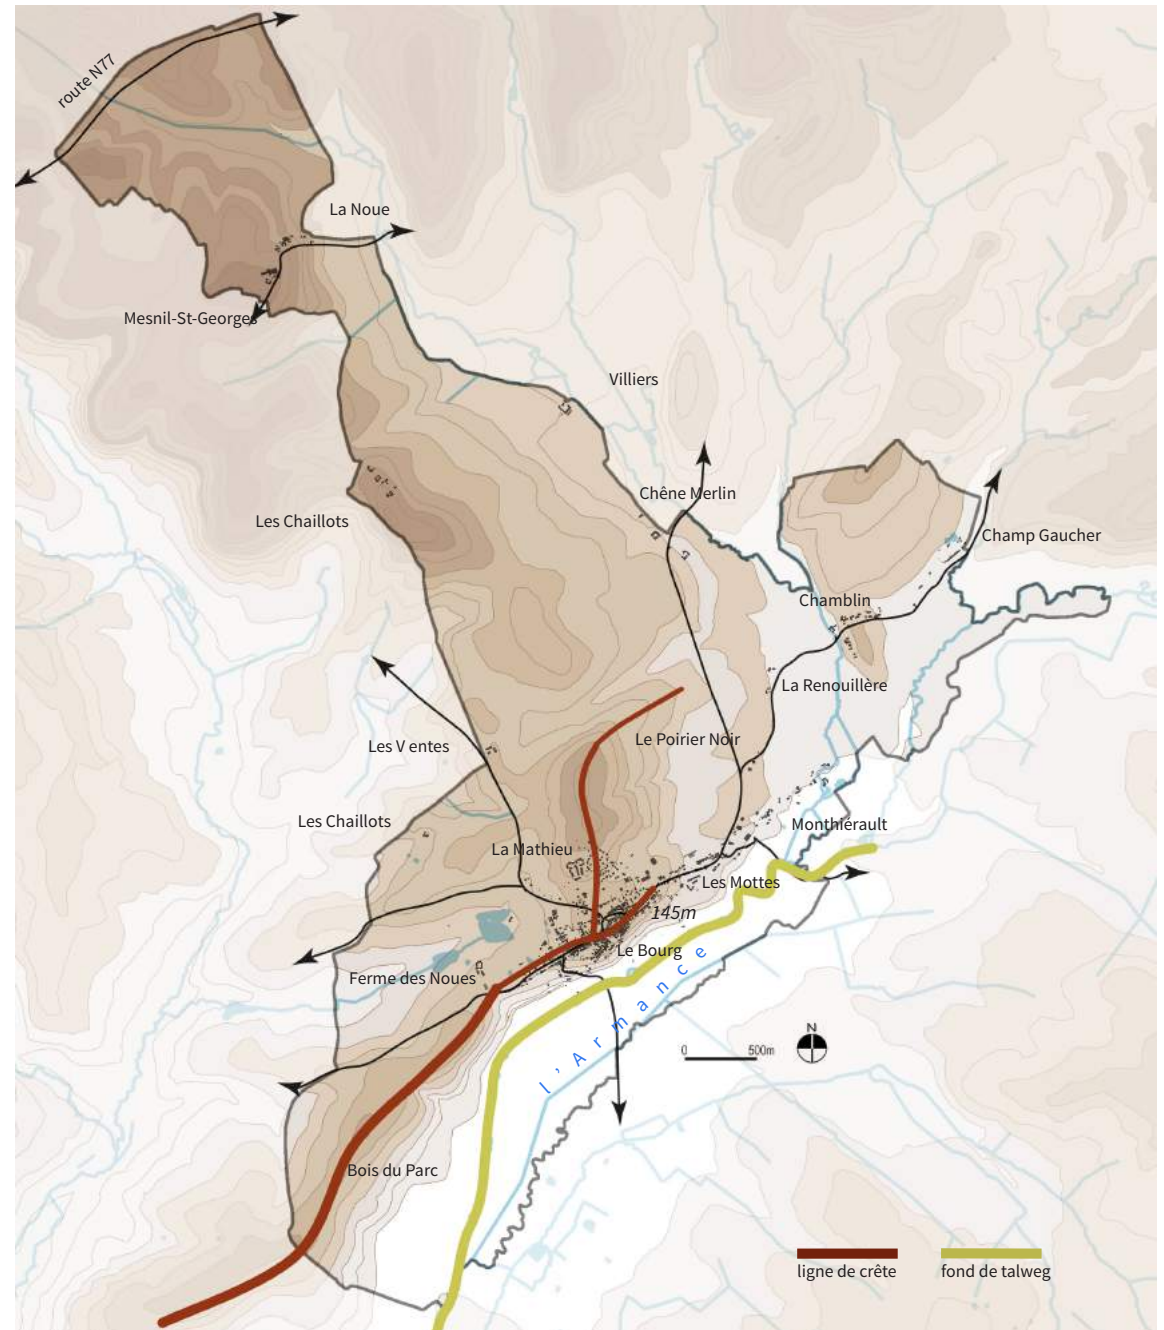 route N77
La Noue
Mesnil-St-Georges
Villiers
Chêne Merlin
Les Chaillots
Champ Gaucher
Chamblin
La Renouillère
Le Poirier Noir
Les V entes
Les Chaillots
Monthiérault
La Mathieu
Les Mottes
145m
Le Bourg
Ferme des Noues
l'Armance
N
0 500m
Bois du Parc
ligne de crête
fond de talweg